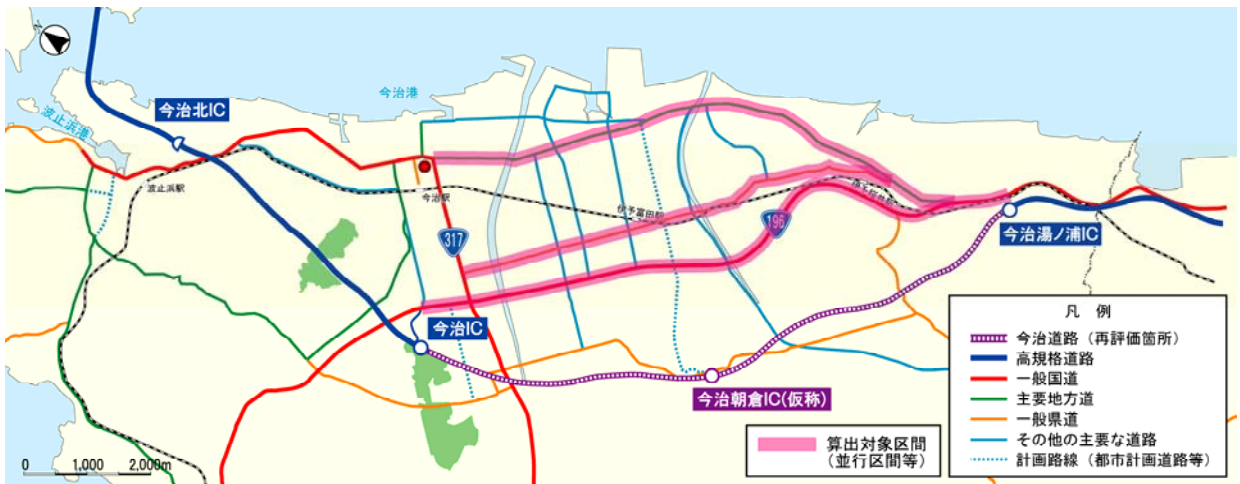 今治北IC
今治港
波止浜港
波止浜駅
今治駅
伊予富田駅
伊予桜井駅
317
196
今治湯ノ浦IC
今治IC
今治朝倉IC(仮称)
凡 例
今治道路（再評価箇所）
高規格道路
一般国道
主要地方道
一般県道
その他の主要な道路
計画路線（都市計画道路等）
算出対象区間
（並行区間等）
0 1,000 2,000m